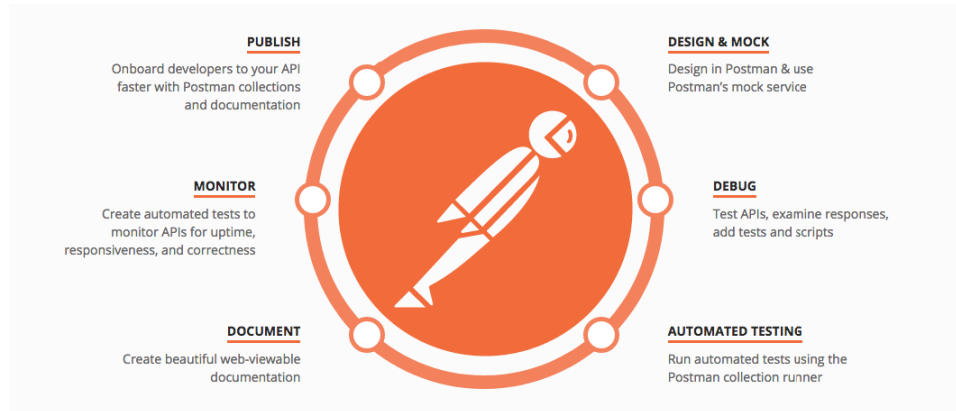 PUBLISH
Onboard developers to your API
faster with Postman collections
and documentation
DESIGN & MOCK
Design in Postman & use
Postman's mock service
MONITOR
Create automated tests to
monitor APIs for uptime,
responsiveness, and correctness
DEBUG
Test APIs, examine responses,
add tests and scripts
DOCUMENT
Create beautiful web-viewable
documentation
AUTOMATED TESTING
Run automated tests using the
Postman collection runner